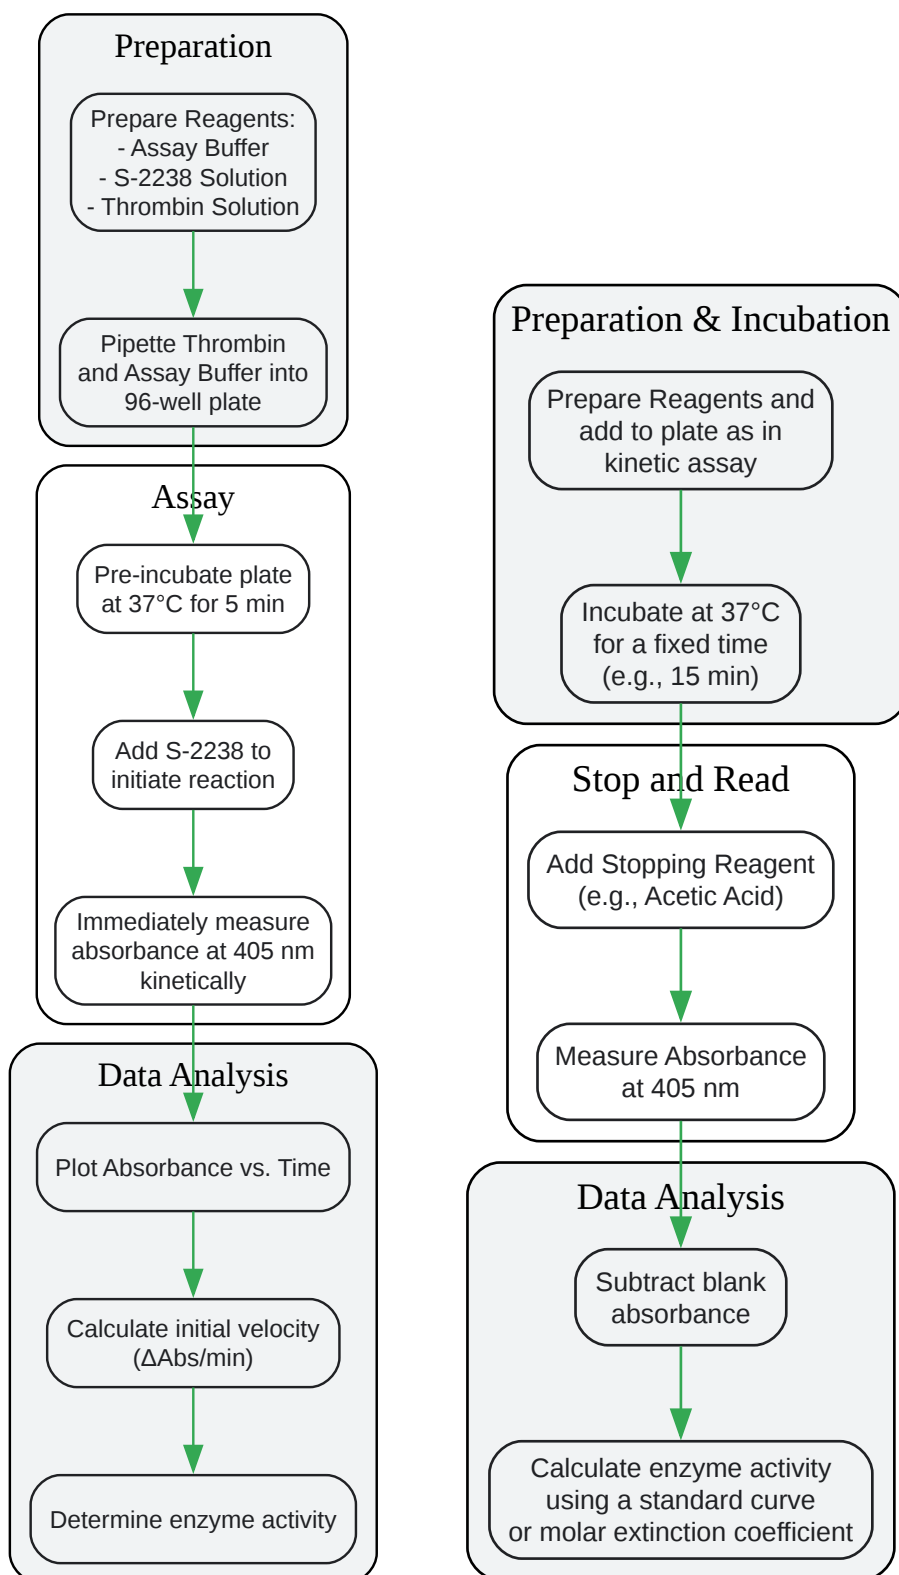 Preparation
Prepare Reagents:
- Assay Buffer
- S-2238 Solution
- Thrombin Solution
Pipette Thrombin
and Assay Buffer into
96-well plate
Assay
Pre-incubate plate
at 37°C for 5 min
Add S-2238 to
initiate reaction
Immediately measure
absorbance at 405 nm
kinetically
Data Analysis
Plot Absorbance vs. Time
Calculate initial velocity
(ΔAbs/min)
Determine enzyme activity
Preparation & Incubation
Prepare Reagents and
add to plate as in
kinetic assay
Incubate at 37°C
for a fixed time
(e.g., 15 min)
Stop and Read
Add Stopping Reagent
(e.g., Acetic Acid)
Measure Absorbance
at 405 nm
Data Analysis
Subtract blank
absorbance
Calculate enzyme activity
using a standard curve
or molar extinction coefficient